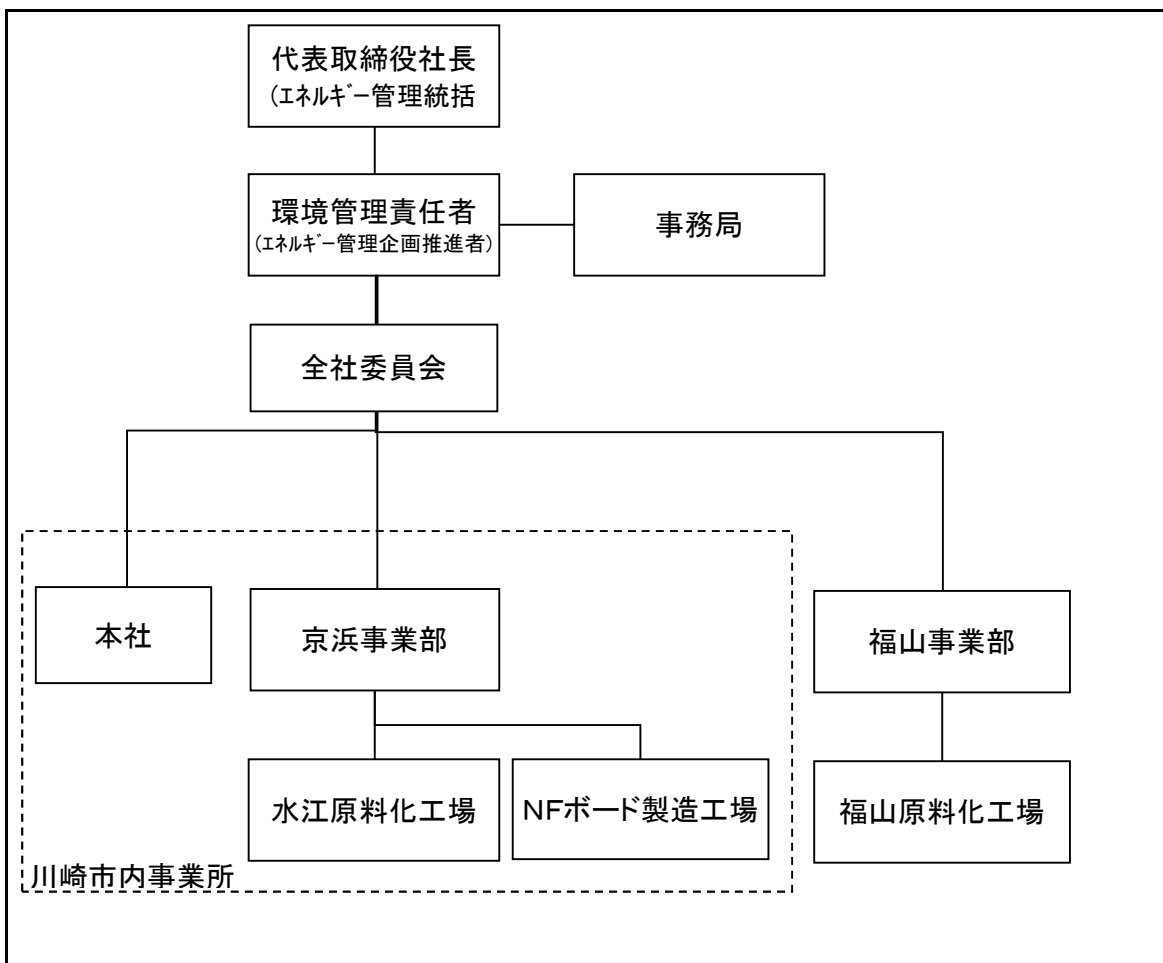 代表取締役社長
(ｴﾈﾙｷﾞｰ管理統括
環境管理責任者
(ｴﾈﾙｷﾞｰ管理企画推進者)
事務局
全社委員会
本社
京浜事業部
福山事業部
水江原料化工場
NFボード製造工場
福山原料化工場
川崎市内事業所